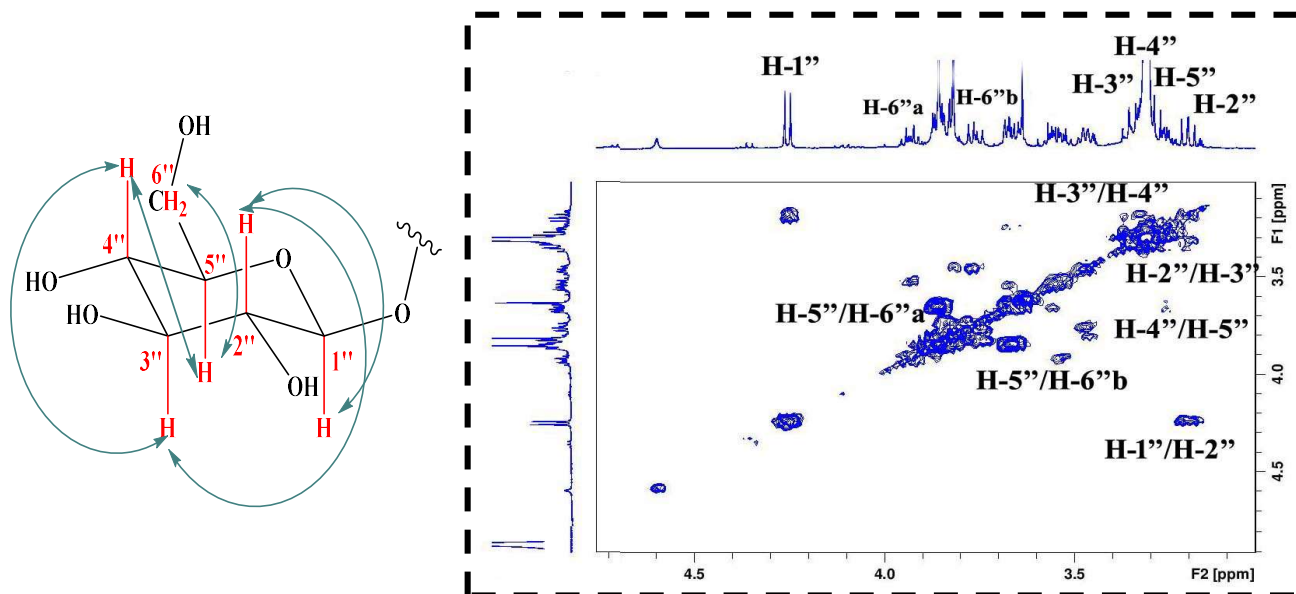 OH
H
6''
CH2
H
4''
5''
O
HO
HO
O
3''
2''
1''
H
OH
H
H
H-1”
H-6”a
H-6”b
H-3”
H-4”
H-5”
H-2”
H-3”/H-4”
H-2”/H-3”
H-5”/H-6”a
H-4”/H-5”
H-5”/H-6”b
H-1”/H-2”
F1 [ppm]
3.5
4.0
4.5
4.5
4.0
3.5
F2 [ppm]